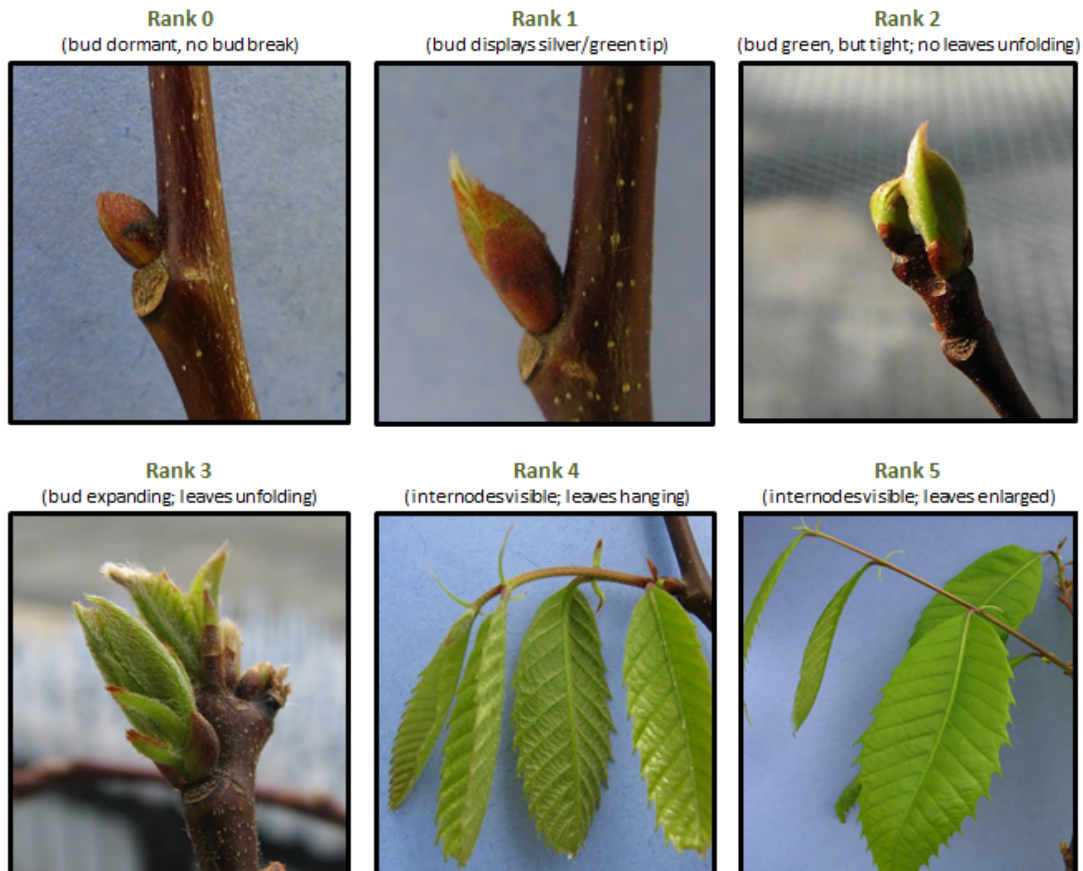 Rank 0
(bud dormant, no bud break)
Rank 1
(bud displays silver/green tip)
Rank 2
(bud green, but tight; no leaves unfolding)
Rank 3
(bud expanding; leaves unfolding)
Rank 4
(internodes visible; leaves hanging)
Rank 5
(internodes visible; leaves enlarged)